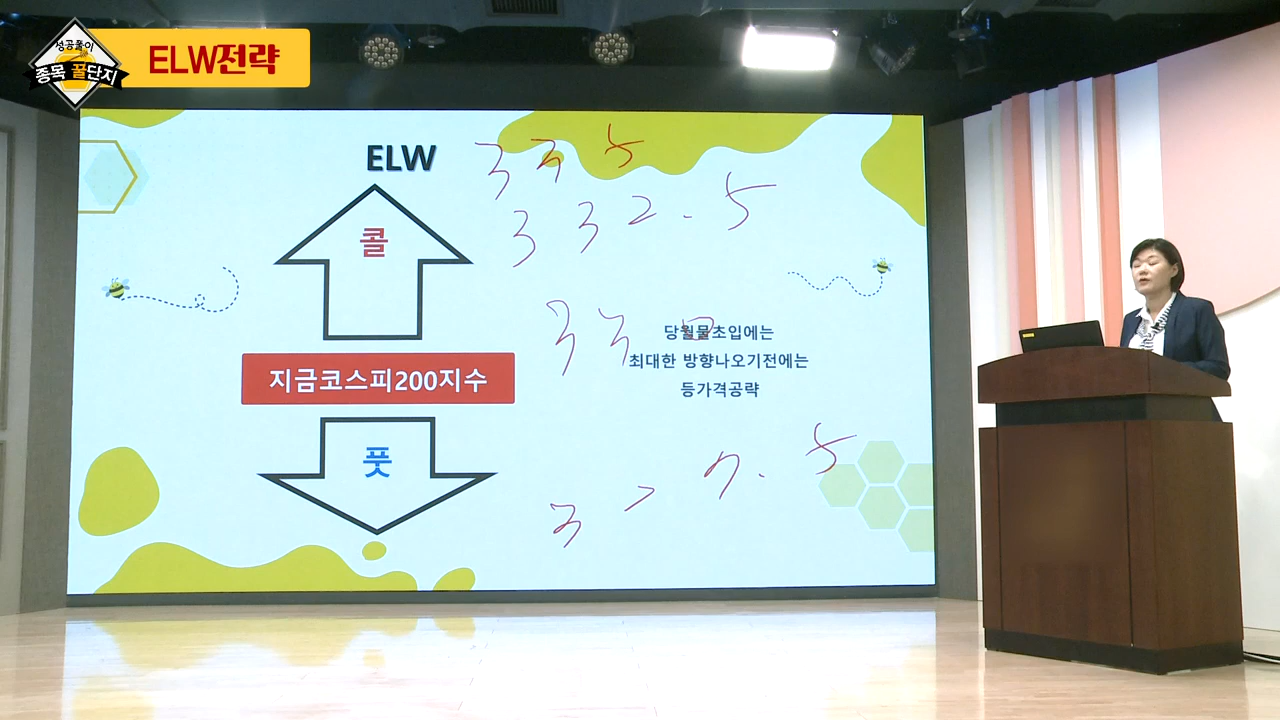 성공풀이
종목 꿀단지
ELW전략
ELW
335
332.5
콜
330
당월물초입에는
최대한 방향나오기전에는
등가격공략
지금코스피200지수
풋
327.5